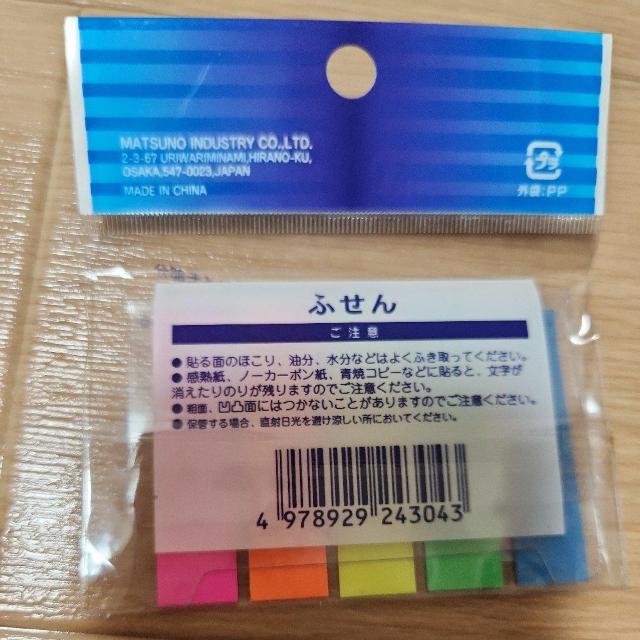 MATSUNO INDUSTRY CO.,LTD.
2-3-67 URIWARIMINAMI,HIRANO-KU,
OSAKA,547-0023,JAPAN
MADE IN CHINA
プラ
外袋:PP
ふせん
ご注意
● 貼る面のほこり、油分、水分などはよくふき取ってください。
● 感熱紙、ノーカーボン紙、青焼コピーなどに貼ると、文字が
消えたりのりが残りますのでご注意ください。
● 粗面、凹凸面にはつかないことがありますのでご注意ください。
● 保管する場合、直射日光を避け涼しい所においてください。
4 978929 243043